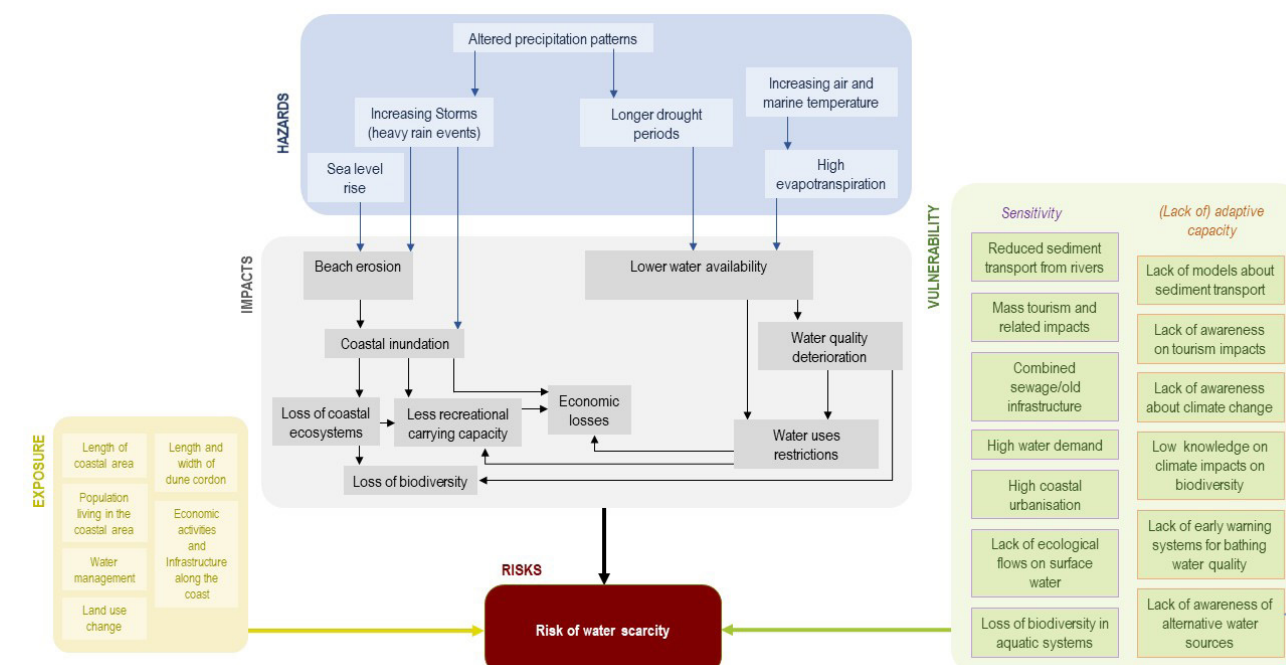 HAZARDS
Altered precipitation patterns
Increasing air and
marine temperature
Increasing Storms
(heavy rain events)
Longer drought
periods
Sea level
rise
High
evapotranspiration
IMPACTS
Beach erosion
Lower water availability
Coastal inundation
Water quality
deterioration
Loss of coastal
ecosystems
Less recreational
carrying capacity
Economic
losses
Water uses
restrictions
Loss of biodiversity
EXPOSURE
Length of
coastal area
Population
living in the
coastal area
Water
management
Land use
change
Length and
width of
dune cordon
Economic
activities
and
Infrastructure
along the
coast
RISKS
Risk of water scarcity
VULNERABILITY
Sensitivity
Reduced sediment
transport from rivers
Mass tourism and
related impacts
Combined
sewage/old
infrastructure
High water demand
High coastal
urbanisation
Lack of ecological
flows on surface
water
Loss of biodiversity in
aquatic systems
(Lack of) adaptive
capacity
Lack of models about
sediment transport
Lack of awareness
on tourism impacts
Lack of awareness
about climate change
Low knowledge on
climate impacts on
biodiversity
Lack of early warning
systems for bathing
water quality
Lack of awareness of
alternative water
sources